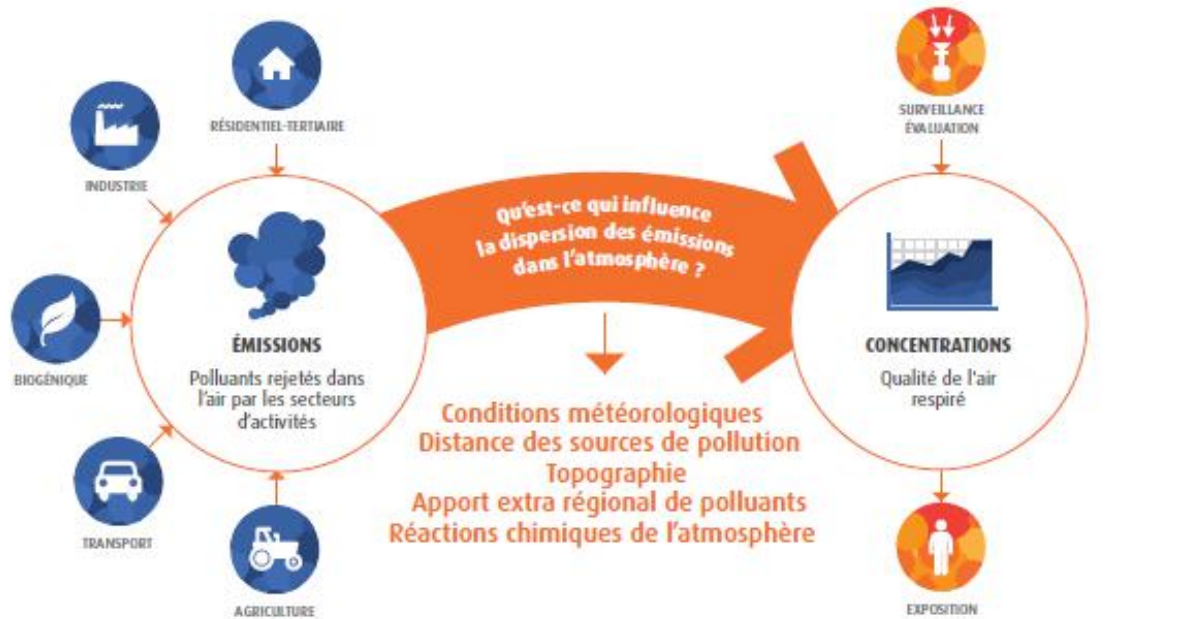 RÉSIDENTIEL-TERTIAIRE
INDUSTRIE
BIOGÉNIQUE
TRANSPORT
AGRICULTURE
ÉMISSIONS
Polluants rejetés dans
l'air par les secteurs
d'activités
Qu'est-ce qui influence
la dispersion des émissions
dans l'atmosphère ?
Conditions météorologiques
Distance des sources de pollution
Topographie
Apport extra régional de polluants
Réactions chimiques de l'atmosphère
SURVEILLANCE
ÉVALUATION
CONCENTRATIONS
Qualité de l'air
respiré
EXPOSITION